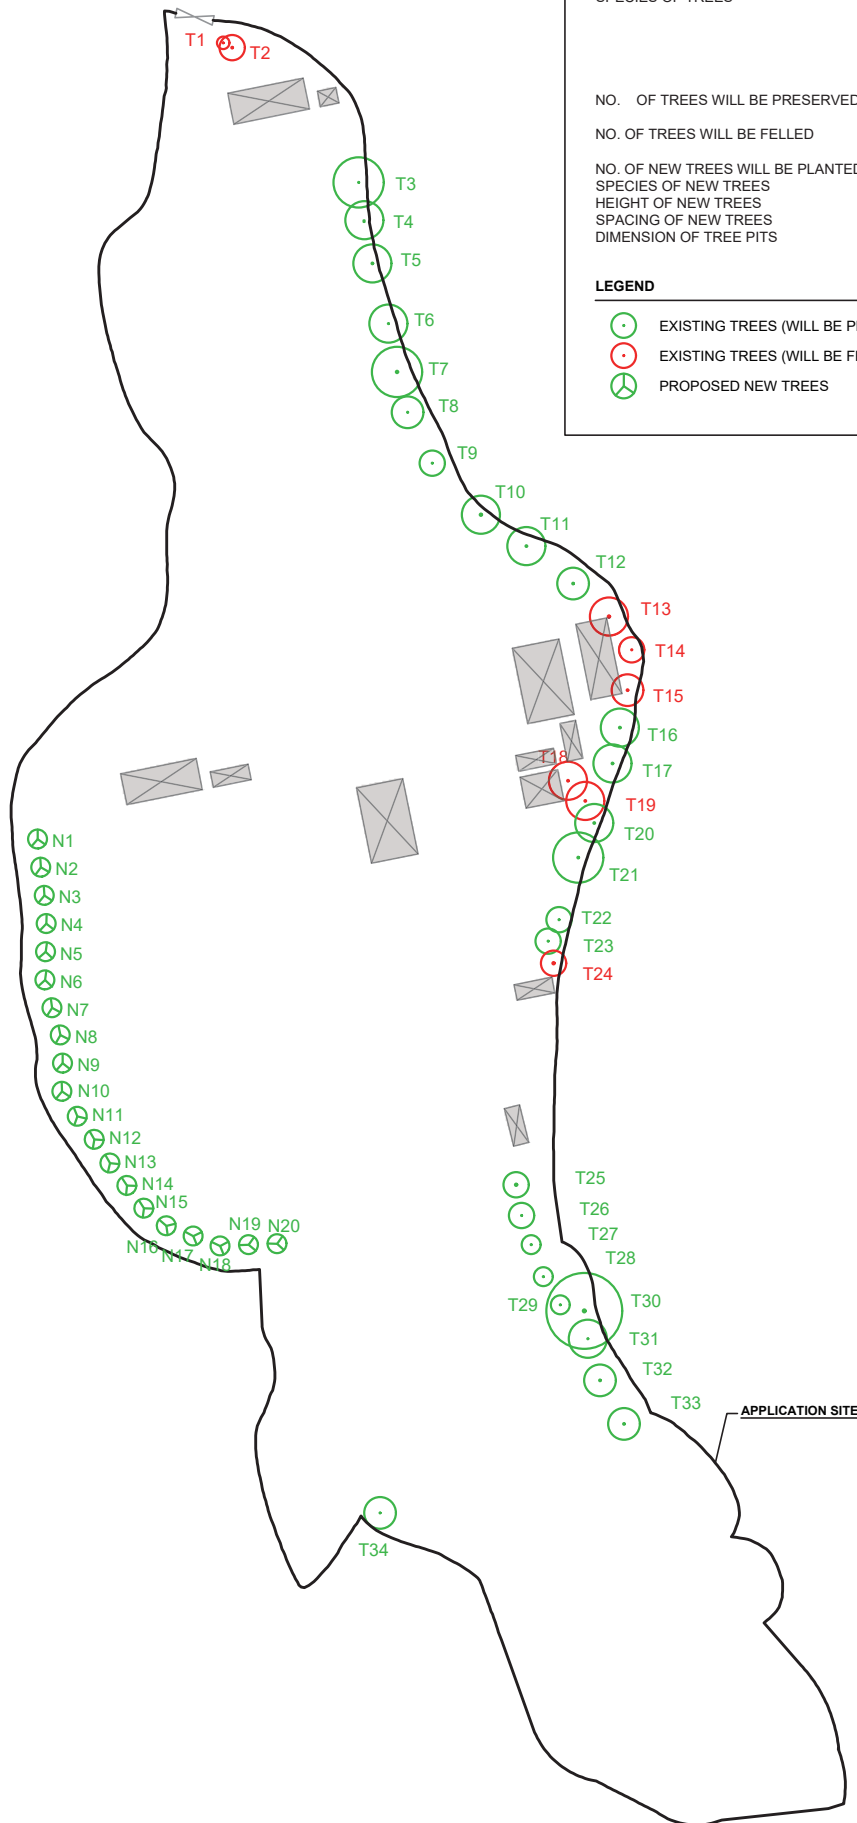 SPECIES OF TREES
NO. OF TREES WILL BE PRESERVED
NO. OF TREES WILL BE FELLED
NO. OF NEW TREES WILL BE PLANTED
SPECIES OF NEW TREES
HEIGHT OF NEW TREES
SPACING OF NEW TREES
DIMENSION OF TREE PITS
LEGEND
EXISTING TREES (WILL BE P
EXISTING TREES (WILL BE F
PROPOSED NEW TREES
T1
T2
T3
T4
T5
T6
T7
T8
T9
T10
T11
T12
T13
T14
T15
T16
T17
T18
T19
T20
T21
T22
T23
T24
N1
N2
N3
N4
N5
N6
N7
N8
N9
N10
N11
N12
N13
N14
N15
N16
N17
N18
N19
N20
T25
T26
T27
T28
T29
T30
T31
T32
T33
APPLICATION SITE
T34